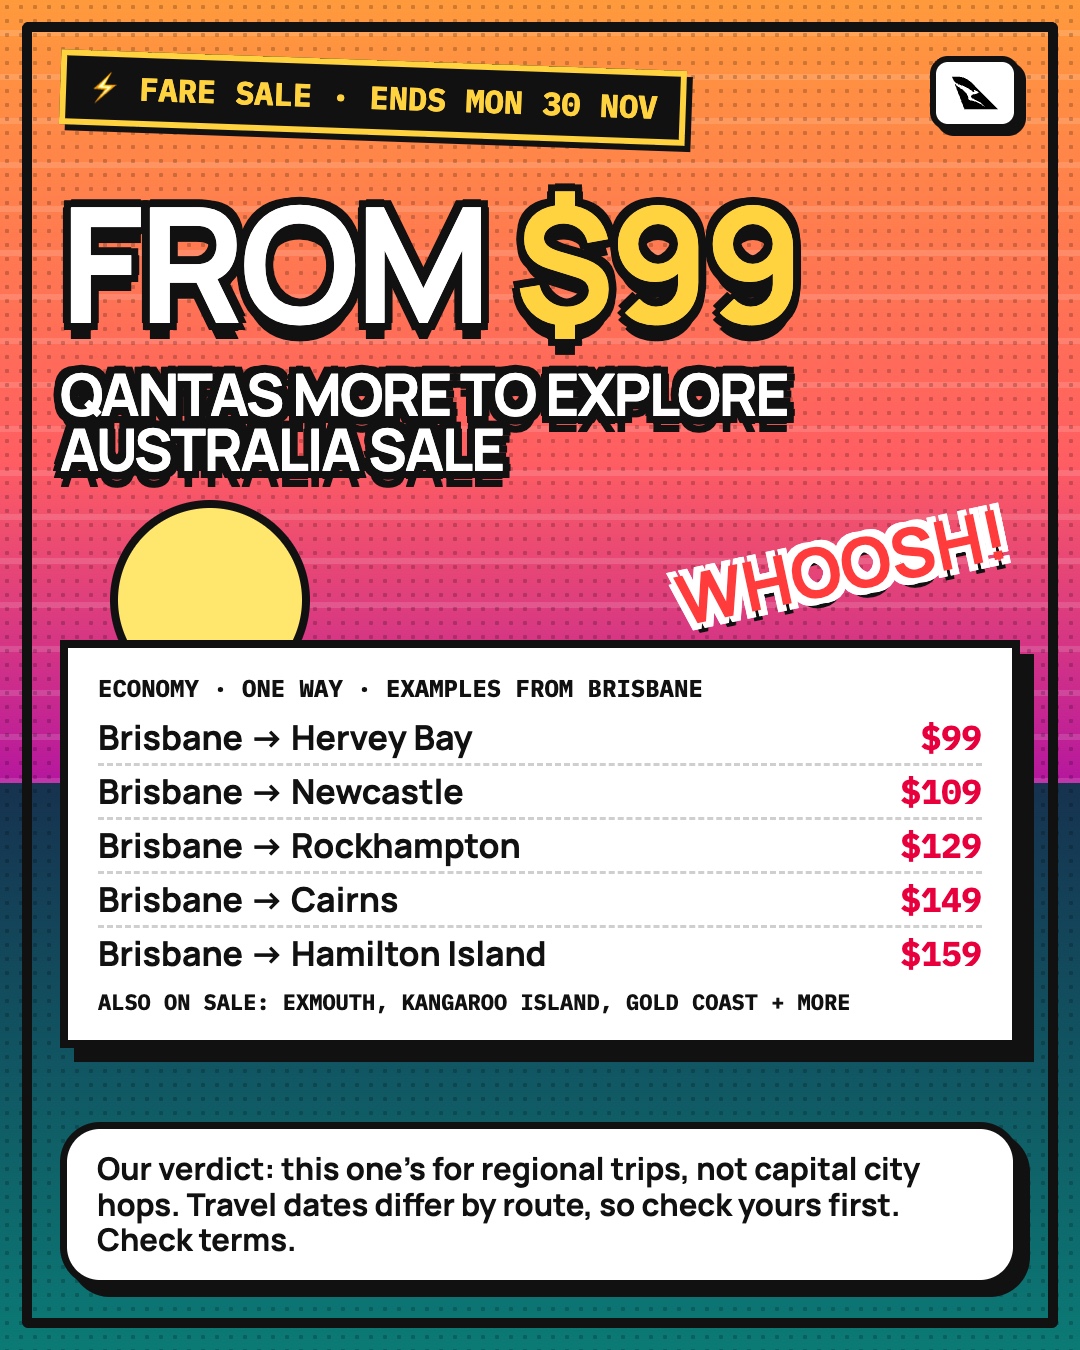 ⚡ FARE SALE · ENDS MON 30 NOV
FROM $99
QANTAS MORE TO EXPLORE
AUSTRALIA SALE
WHOOSH!
ECONOMY · ONE WAY · EXAMPLES FROM BRISBANE
Brisbane → Hervey Bay $99
Brisbane → Newcastle $109
Brisbane → Rockhampton $129
Brisbane → Cairns $149
Brisbane → Hamilton Island $159
ALSO ON SALE: EXMOUTH, KANGAROO ISLAND, GOLD COAST + MORE
Our verdict: this one’s for regional trips, not capital city
hops. Travel dates differ by route, so check yours first.
Check terms.